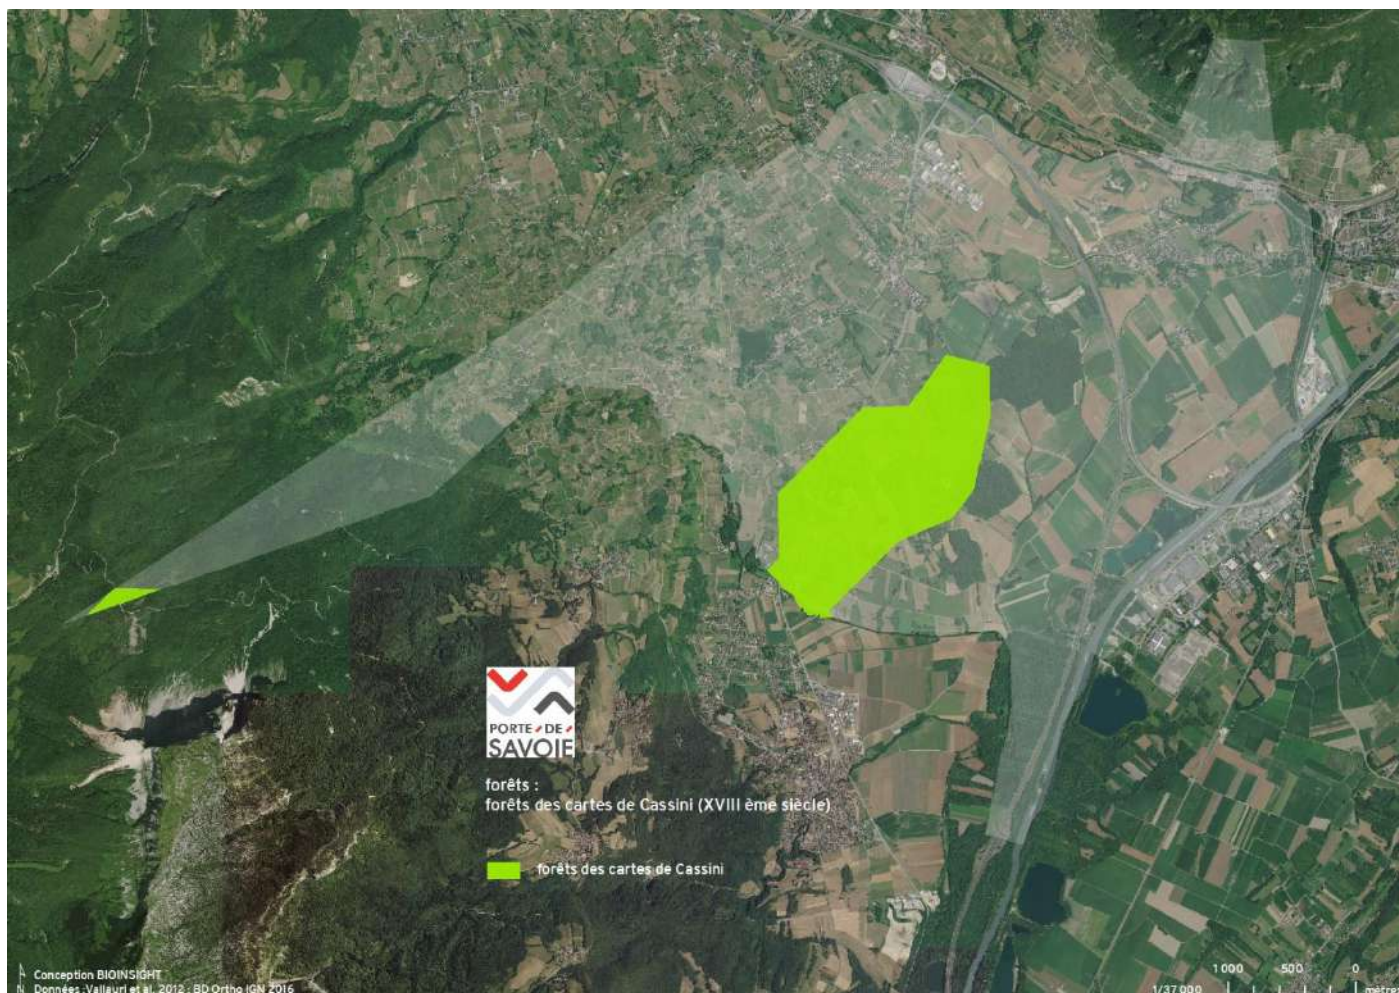 PORTE DE
SAVOIE
forêts :
forêts des cartes de Cassini (XVIII ème siècle)
forêts des cartes de Cassini
Conception BIOINSIGHT
N Données :Vallauri et al. 2012 ; BD Ortho IGN 2016
1 000 500 0
1/37 000 mètres